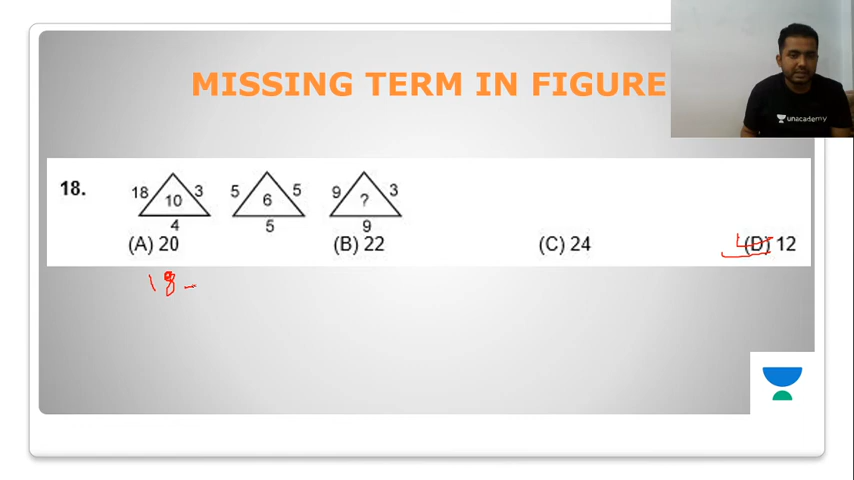 MISSING TERM IN FIGURE
unacademy
18.
18 10 3 5 6 5 9 ? 3
4 5 9
(A) 20 (B) 22 (C) 24 (D) 12
18 -